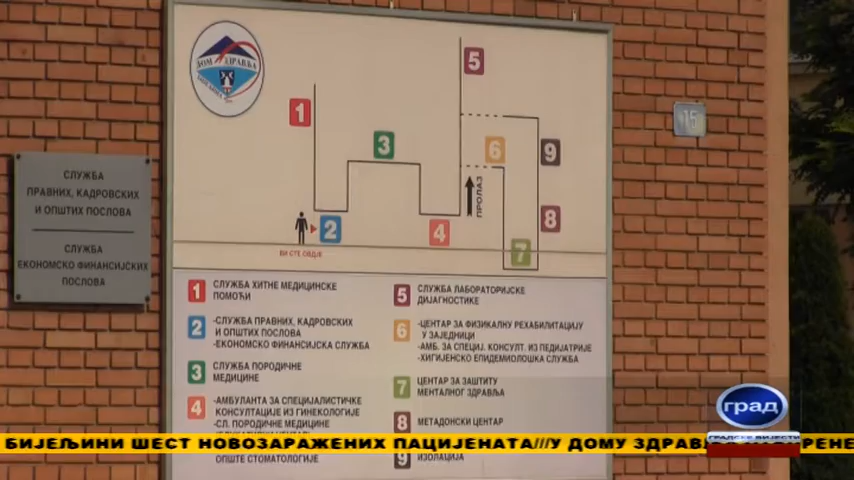 ДОМ ЗДРАВЉА
1
5
3
6
9
15
СЛУЖБА
ПРАВНИХ, КАДРОВСКИХ
И ОПШТИХ ПОСЛОВА
СЛУЖБА
ЕКОНОМСКО ФИНАНСИЈСКИХ
ПОСЛОВА
ПРОЛАЗ
2
4
8
7
ВИ СТЕ ОВДЈЕ
1 СЛУЖБА ХИТНЕ МЕДИЦИНСКЕ
ПОМОЋИ
2 -СЛУЖБА ПРАВНИХ, КАДРОВСКИХ
И ОПШТИХ ПОСЛОВА
-ЕКОНОМСКО ФИНАНСИЈСКА СЛУЖБА
3 СЛУЖБА ПОРОДИЧНЕ
МЕДИЦИНЕ
4 -АМБУЛАНТА ЗА СПЕЦИЈАЛИСТИЧКЕ
КОНСУЛТАЦИЈЕ ИЗ ГИНЕКОЛОГИЈЕ
-СЛ. ПОРОДИЧНЕ МЕДИЦИНЕ
ОПШТЕ СТОМАТОЛОГИЈЕ
5 СЛУЖБА ЛАБОРАТОРИЈСКЕ
ДИЈАГНОСТИКЕ
6 -ЦЕНТАР ЗА ФИЗИКАЛНУ РЕХАБИЛИТАЦИЈУ
У ЗАЈЕДНИЦИ
-АМБ. ЗА СПЕЦИЈ. КОНСУЛТ. ИЗ ПЕДИЈАТРИЈЕ
-ХИГИЈЕНСКО ЕПИДЕМИОЛОШКА СЛУЖБА
7 ЦЕНТАР ЗА ЗАШТИТУ
МЕНТАЛНОГ ЗДРАВЉА
8 МЕТАДОНСКИ ЦЕНТАР
9 ИЗОЛАЦИЈА
град
ГРАДСКЕ ВИЈЕСТИ
БИЈЕЉИНИ ШЕСТ НОВОЗАРАЖЕНИХ ПАЦИЈЕНАТА///У ДОМУ